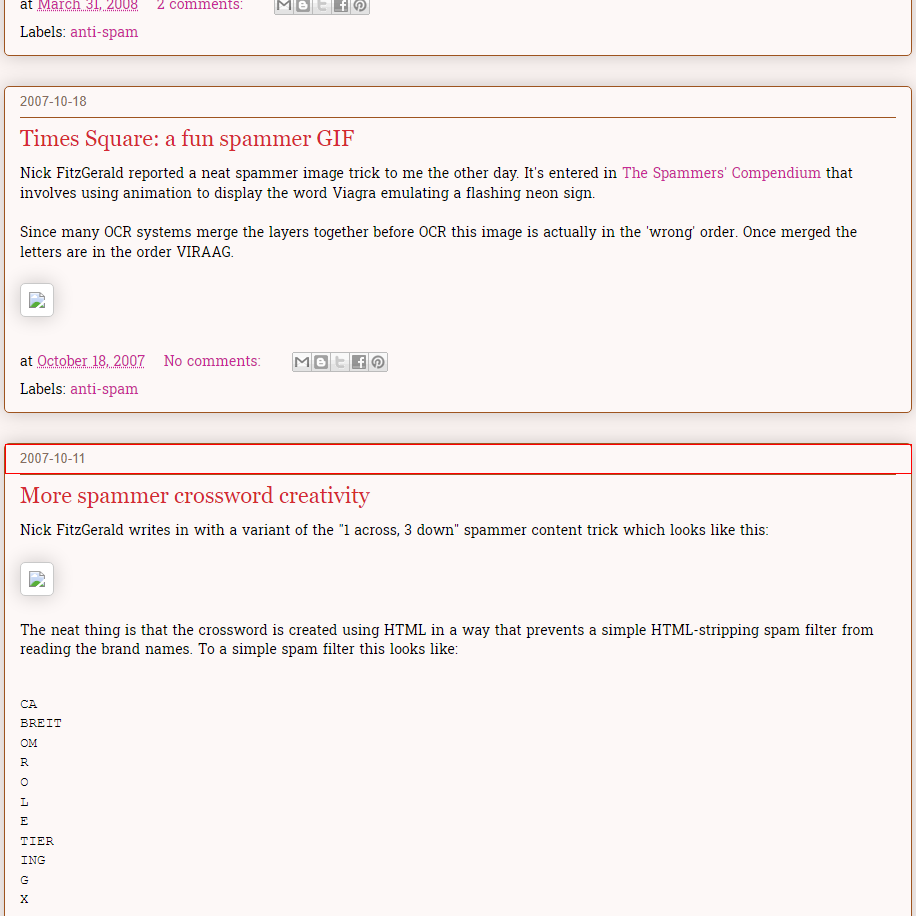 at March 31, 2008 2 comments:
Labels: anti-spam
2007-10-18
Times Square: a fun spammer GIF
Nick FitzGerald reported a neat spammer image trick to me the other day. It's entered in The Spammers' Compendium that
involves using animation to display the word Viagra emulating a flashing neon sign.
Since many OCR systems merge the layers together before OCR this image is actually in the 'wrong' order. Once merged the
letters are in the order VIRAAG.
at October 18, 2007 No comments:
Labels: anti-spam
2007-10-11
More spammer crossword creativity
Nick FitzGerald writes in with a variant of the "1 across, 3 down" spammer content trick which looks like this:
The neat thing is that the crossword is created using HTML in a way that prevents a simple HTML-stripping spam filter from
reading the brand names. To a simple spam filter this looks like:
CA
BREIT
OM
R
O
L
E
TIER
ING
G
X